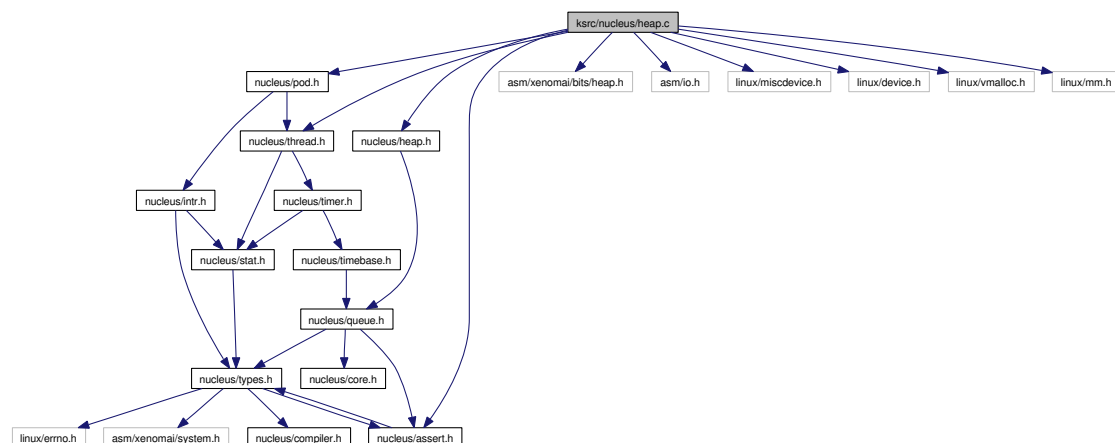 ksrc/nucleus/heap.c
nucleus/pod.h
asm/xenomai/bits/heap.h
asm/io.h
linux/miscdevice.h
linux/device.h
linux/vmalloc.h
linux/mm.h
nucleus/thread.h
nucleus/heap.h
nucleus/intr.h
nucleus/timer.h
nucleus/stat.h
nucleus/timebase.h
nucleus/queue.h
nucleus/types.h
nucleus/core.h
linux/errno.h
asm/xenomai/system.h
nucleus/compiler.h
nucleus/assert.h